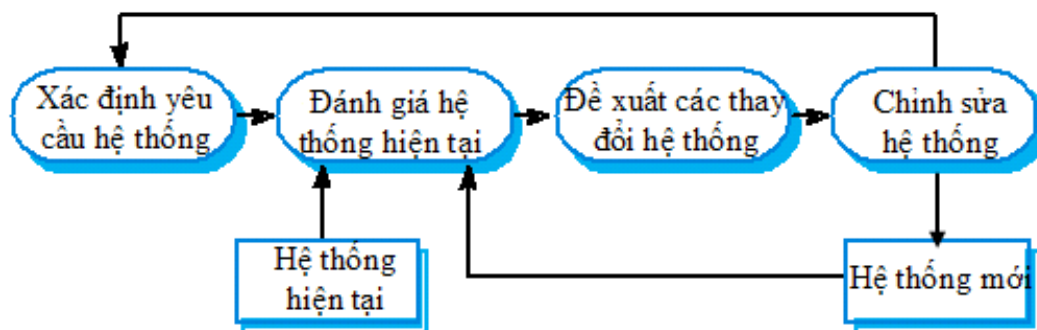 Xác định yêu
cầu hệ thống
Đánh giá hệ
thống hiện tại
Đề xuất các thay
đổi hệ thống
Chỉnh sửa
hệ thống
Hệ thống
hiện tại
Hệ thống mới